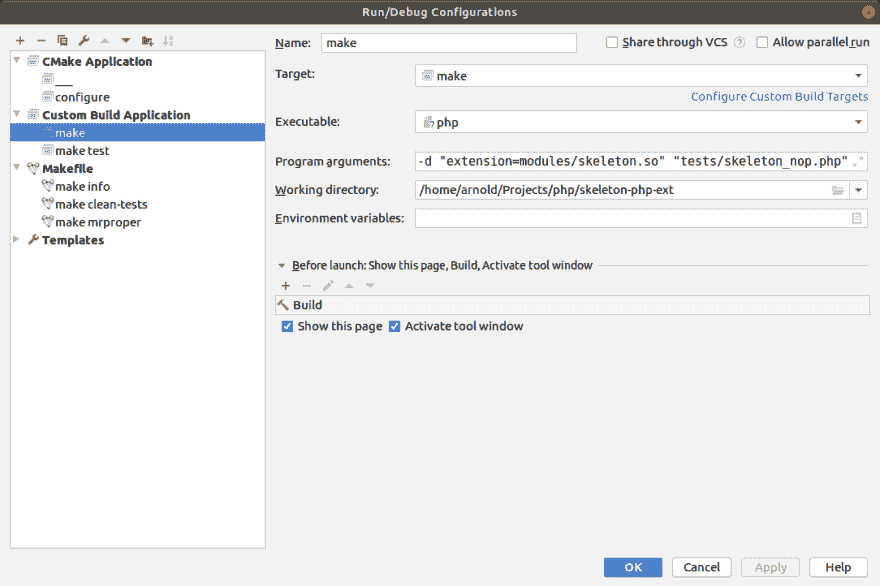 Run/Debug Configurations
Name: make
Share through VCS ?
Allow parallel run
CMake Application
___
configure
Custom Build Application
make
make test
Makefile
make info
make clean-tests
make mrproper
Templates
Target: make
Configure Custom Build Targets
Executable: php
Program arguments: -d "extension=modules/skeleton.so" "tests/skeleton_nop.php"
Working directory: /home/arnold/Projects/php/skeleton-php-ext
Environment variables:
Before launch: Show this page, Build, Activate tool window
Build
Show this page Activate tool window
OK Cancel Apply Help